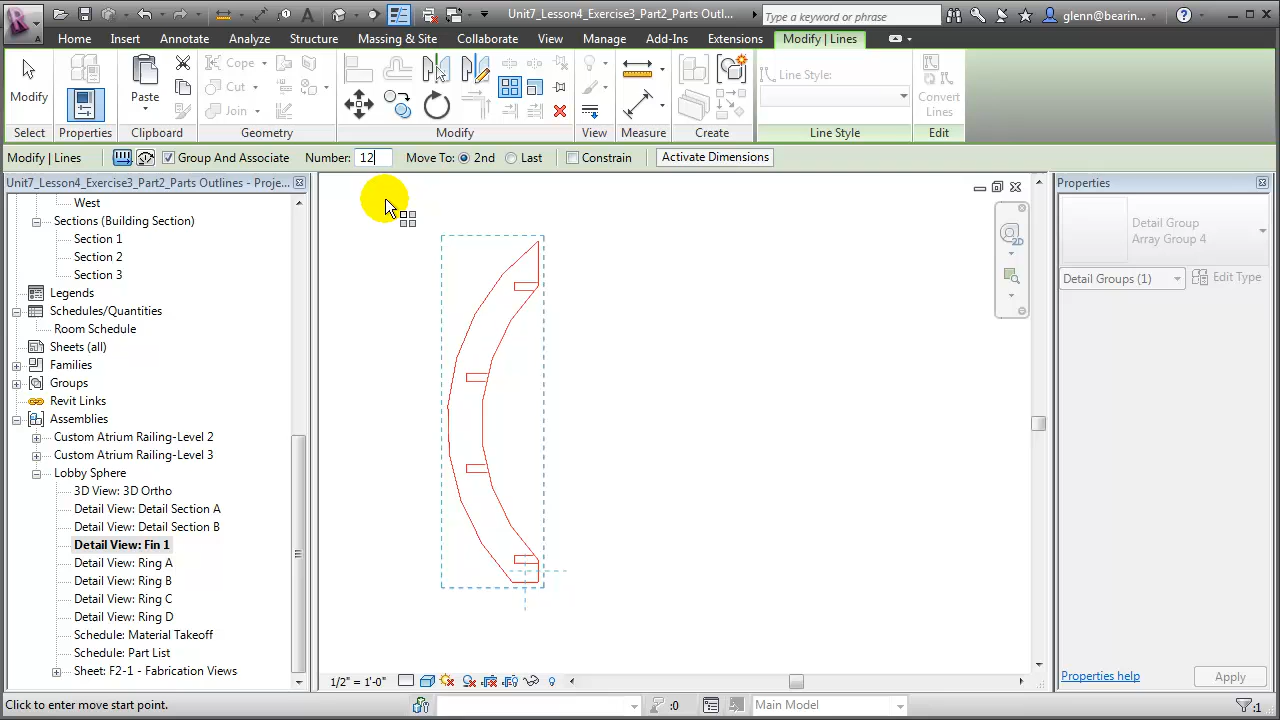 Unit7_Lesson4_Exercise3_Part2_Parts Outli...
Type a keyword or phrase
glenn@bearin...
Home Insert Annotate Analyze Structure Massing & Site Collaborate View Manage Add-Ins Extensions Modify | Lines
Modify
Paste
Cope
Cut
Join
Line Style:
Convert
Lines
Select Properties Clipboard Geometry Modify View Measure Create Line Style Edit
Modify | Lines Group And Associate Number: 12 Move To: 2nd Last Constrain Activate Dimensions
Unit7_Lesson4_Exercise3_Part2_Parts Outlines - Proje...
West
Sections (Building Section)
Section 1
Section 2
Section 3
Legends
Schedules/Quantities
Room Schedule
Sheets (all)
Families
Groups
Revit Links
Assemblies
Custom Atrium Railing-Level 2
Custom Atrium Railing-Level 3
Lobby Sphere
3D View: 3D Ortho
Detail View: Detail Section A
Detail View: Detail Section B
Detail View: Fin 1
Detail View: Ring A
Detail View: Ring B
Detail View: Ring C
Detail View: Ring D
Schedule: Material Takeoff
Schedule: Part List
Sheet: F2-1 - Fabrication Views
2D
Properties
Detail Group
Array Group 4
Detail Groups (1) Edit Type
Properties help Apply
1/2" = 1'-0"
Click to enter move start point.
:0
Main Model
:1